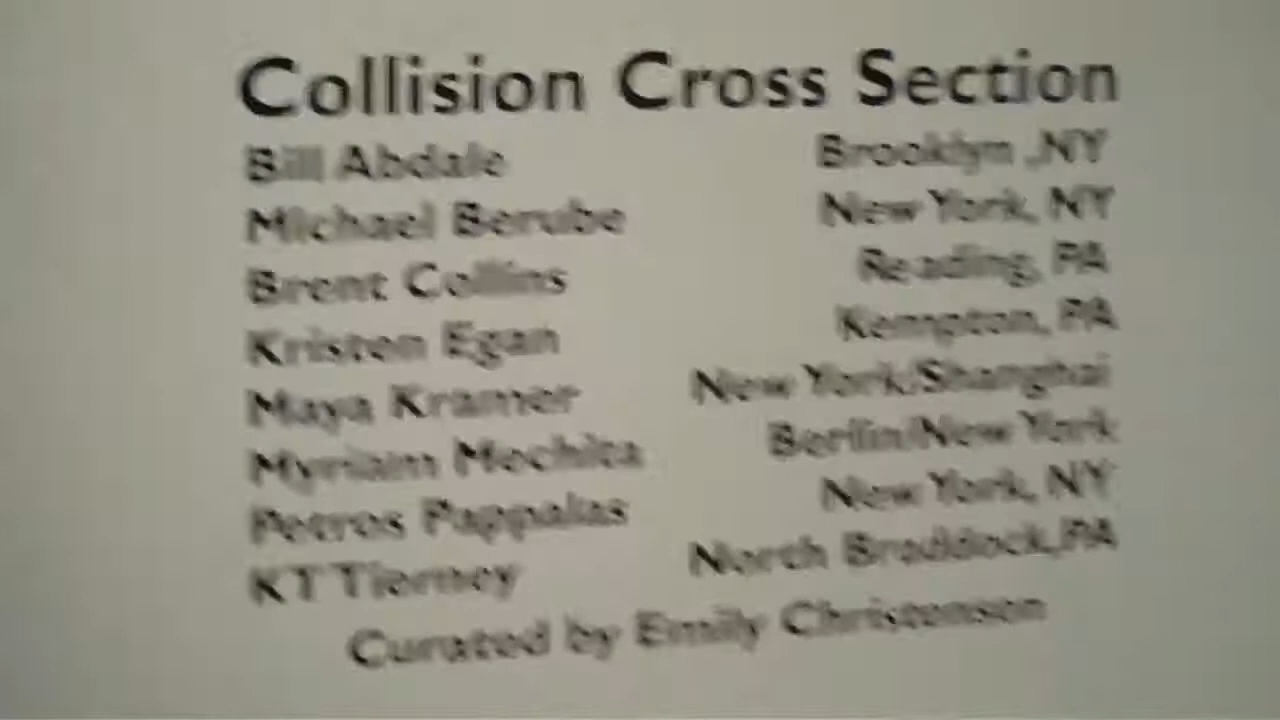 Collision Cross Section
Bill Abdale Brooklyn ,NY
Michael Berube New York, NY
Brent Collins Reading, PA
Kristen Egan Kempton, PA
Maya Kramer New York/Shanghai
Myriam Mechita Berlin/New York
Petros Pappalas New York, NY
KT Tierney North Braddock,PA
Curated by Emily Christensen